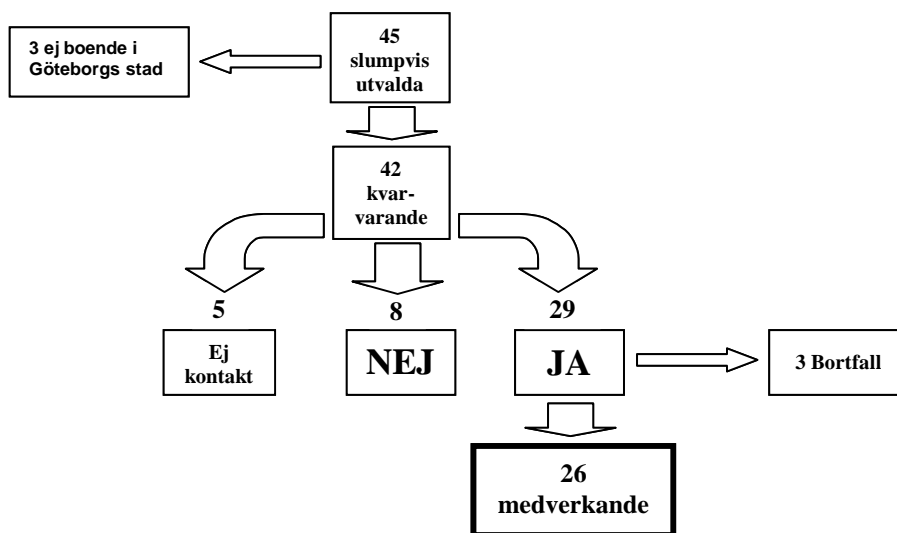 3 ej boende i
Göteborgs stad
45
slumpvis
utvalda
42
kvar-
varande
5
Ej
kontakt
8
NEJ
29
JA
3 Bortfall
26
medverkande